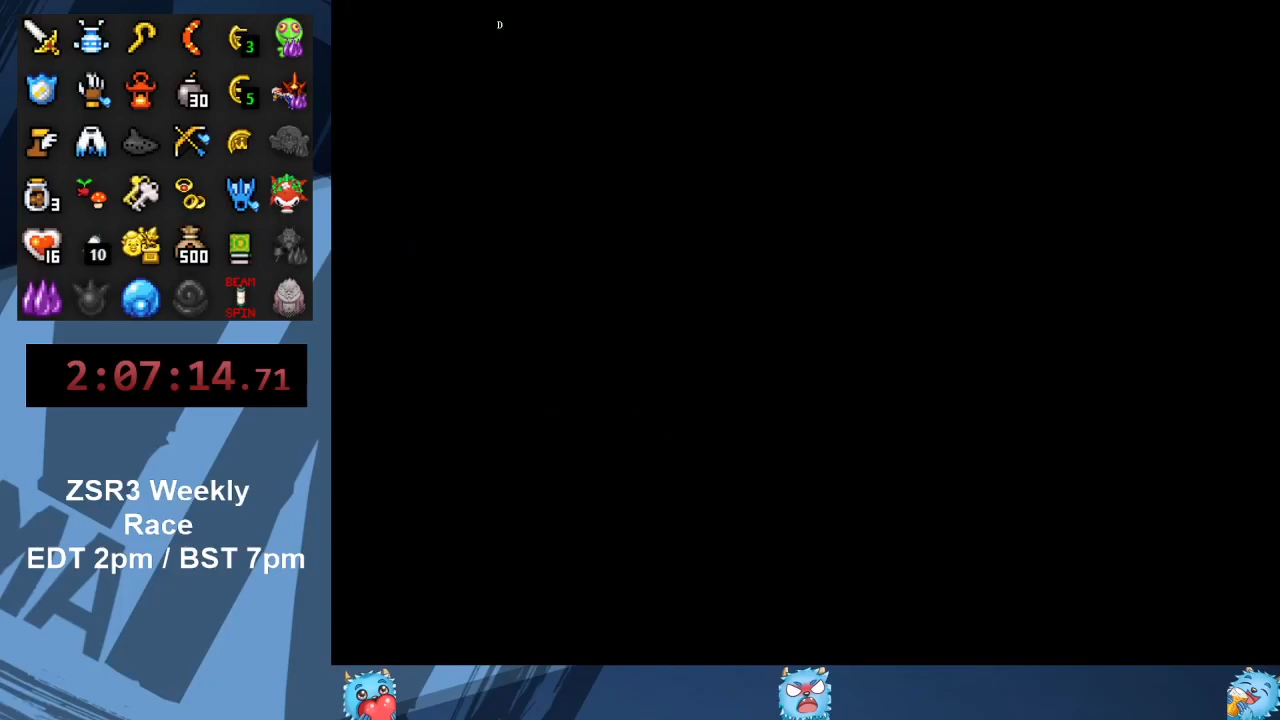 D
3
30
5
3
16
10
500
BEAM
SPIN
2:07:14.71
ZSR3 Weekly
Race
EDT 2pm / BST 7pm
MA